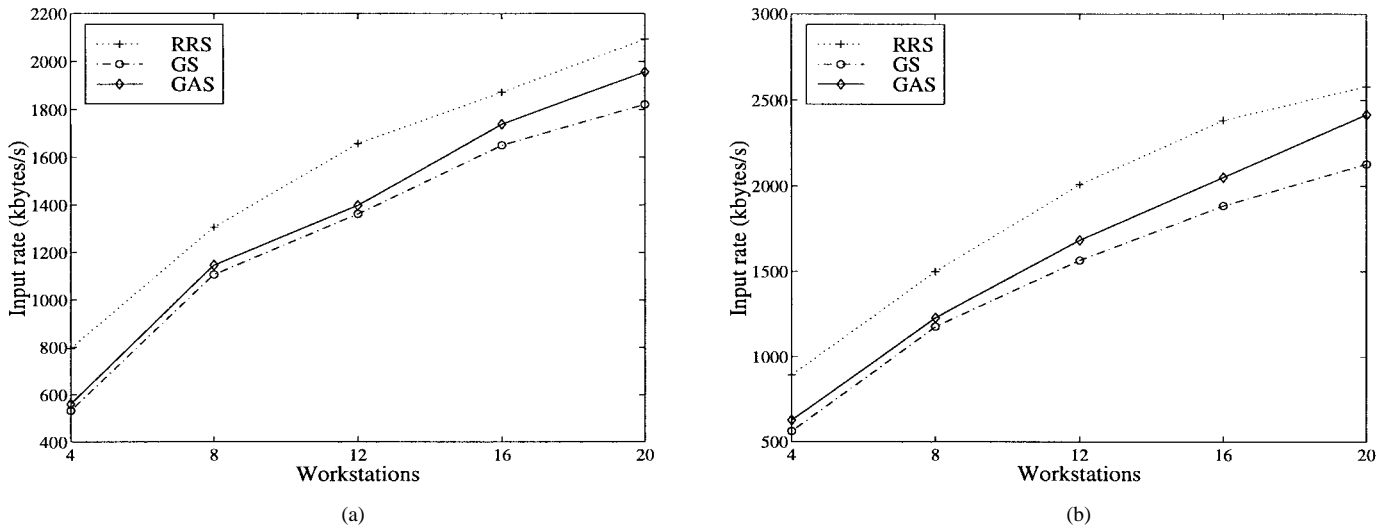 2200
2000
1800
1600
1400
1200
1000
800
600
400
Input rate (kbytes/s)
RRS
GS
GAS
4
8
12
16
20
Workstations
(a)
3000
2500
2000
1500
1000
500
Input rate (kbytes/s)
RRS
GS
GAS
4
8
12
16
20
Workstations
(b)